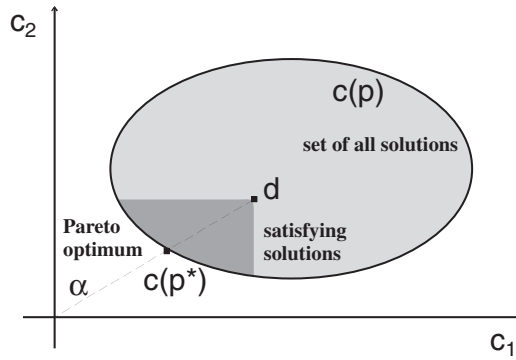 c2
c(p)
set of all solutions
d
Pareto
optimum
satisfying
solutions
c(p*)
α
c1